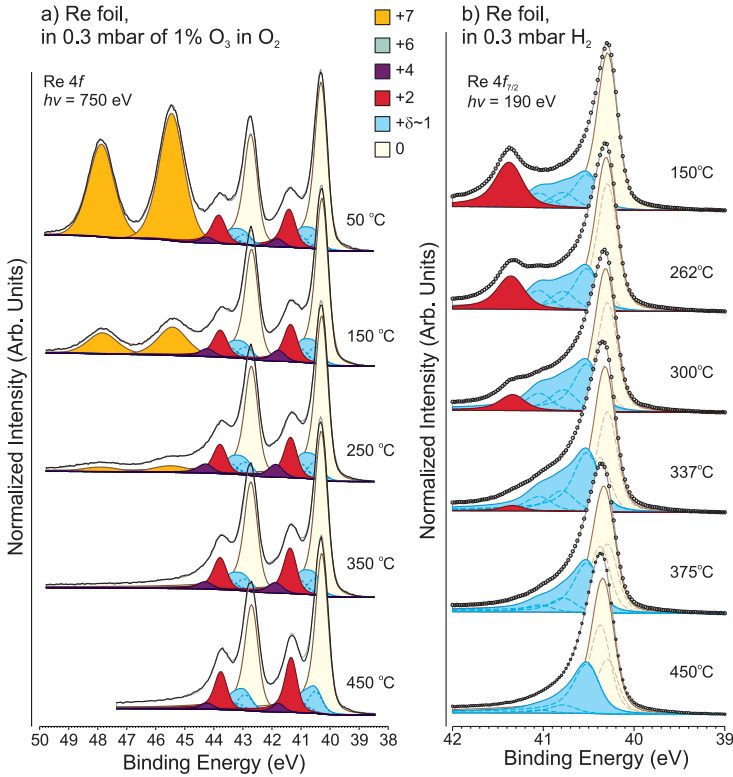 a) Re foil,
in 0.3 mbar of 1% O₃ in O₂
Re 4f
hν = 750 eV
+7
+6
+4
+2
+δ~1
0
50 °C
150 °C
250 °C
350 °C
450 °C
Normalized Intensity (Arb. Units)
50 49 48 47 46 45 44 43 42 41 40 39
Binding Energy (eV)
b) Re foil,
in 0.3 mbar H₂
Re 4f₇/₂
hν = 190 eV
150°C
262°C
300°C
337°C
375°C
450°C
Normalized Intensity (Arb. Units)
42 41 40 39
Binding Energy (eV)